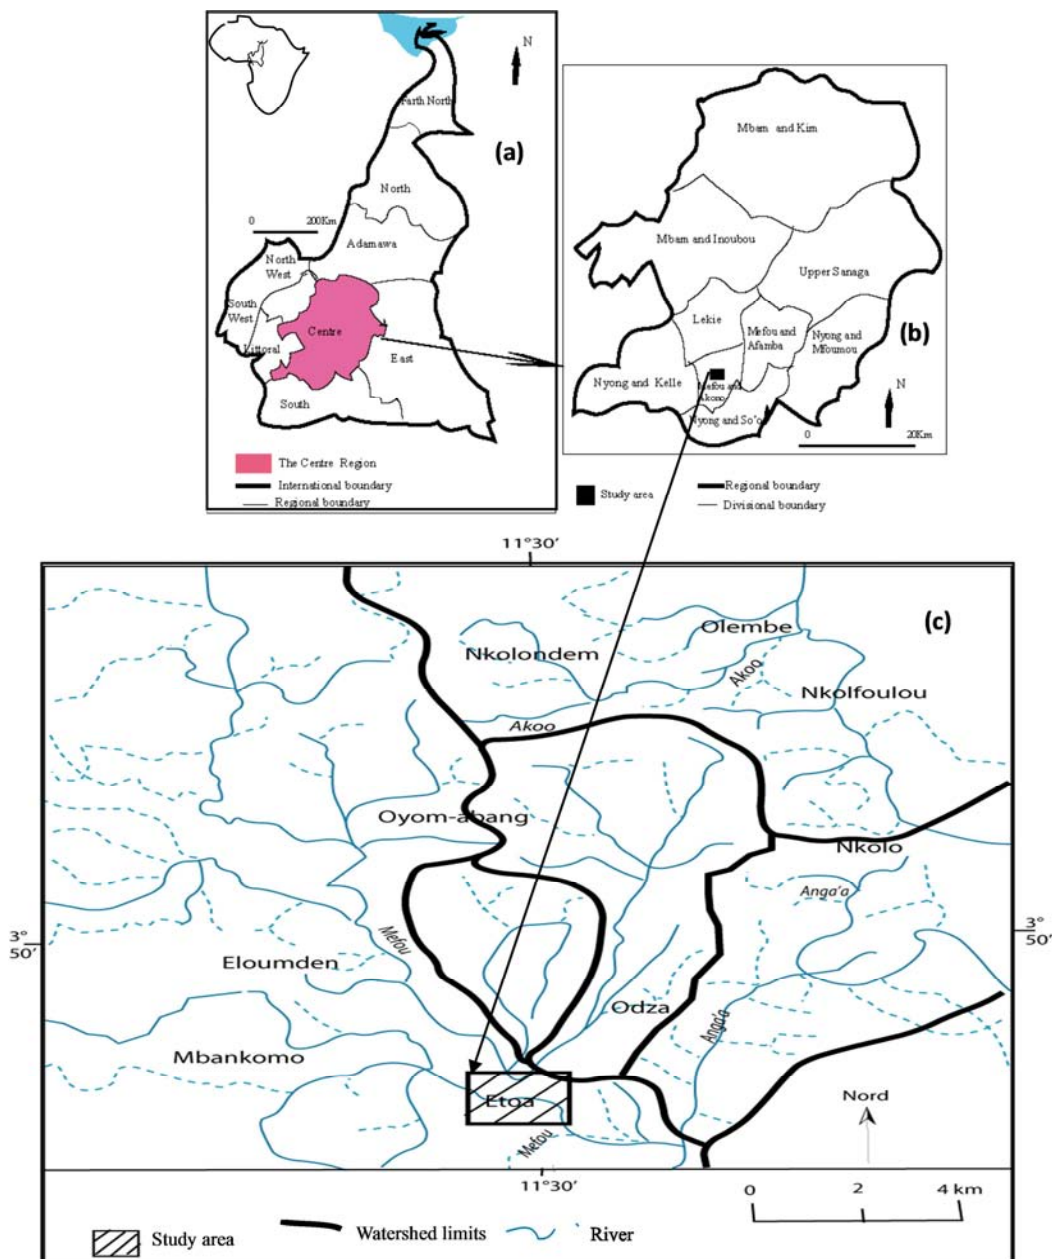 N
Farth North
(a)
North
0 200Km
Adamawa
North
West
South
West
Centre
Littoral
East
South
The Centre Region
International boundary
Regional boundary
Mbam and Kim
Mbam and Inoubou
Upper Sanaga
Lekie
Mefou and
Afamba
Nyong and
Mfoumou
(b)
Nyong and Kelle
Mefou and
Akono
Nyong and So'o
N
0 20Km
Study area
Regional boundary
Divisional boundary
11°30'
(c)
Olembe
Nkolondem
Akoo
Nkolfoulou
Akoo
Oyom-abang
Nkolo
Anga'a
3°
50'
Mefou
3°
50'
Eloumden
Odza
Anga'a
Mbankomo
Etoa
Nord
Mefou
11°30'
0 2 4 km
Study area
Watershed limits
River